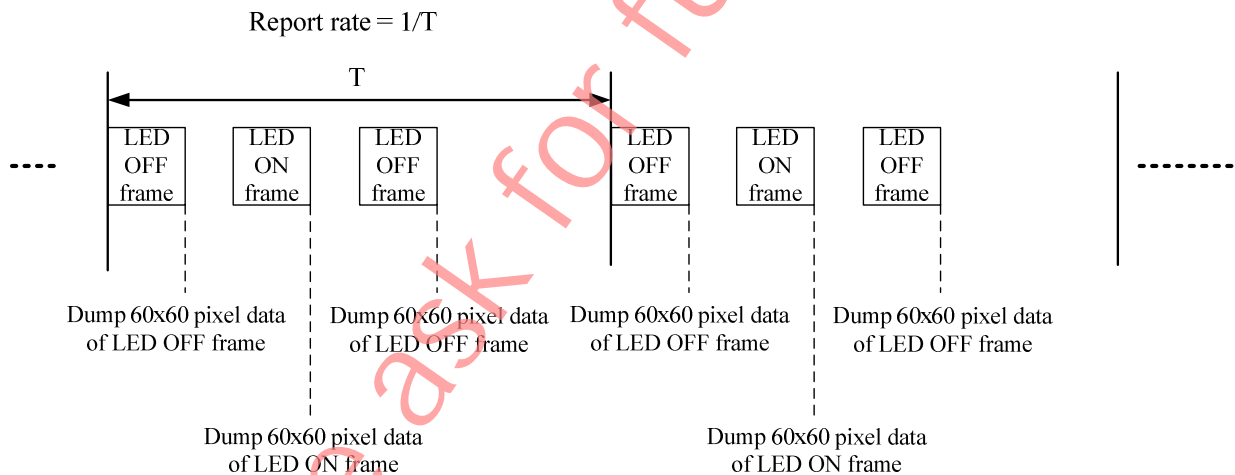 Report rate = 1/T
T
LED
OFF
frame
LED
ON
frame
LED
OFF
frame
LED
OFF
frame
LED
ON
frame
LED
OFF
frame
Dump 60x60 pixel data
of LED OFF frame
Dump 60x60 pixel data
of LED OFF frame
Dump 60x60 pixel data
of LED OFF frame
Dump 60x60 pixel data
of LED OFF frame
Dump 60x60 pixel data
of LED ON frame
Dump 60x60 pixel data
of LED ON frame
ask for